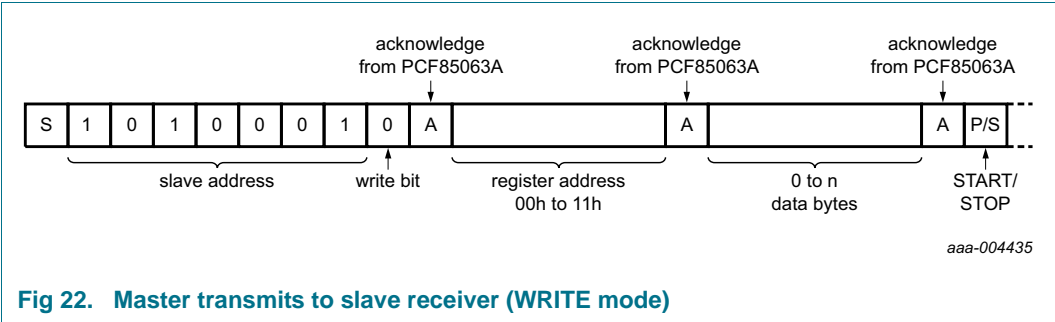 acknowledge acknowledge acknowledge
from PCF85063A from PCF85063A from PCF85063A
S 1 0 1 0 0 0 1 0 A A A P/S
slave address write bit register address 0 to n START/
00h to 11h data bytes STOP
aaa-004435
Fig 22. Master transmits to slave receiver (WRITE mode)